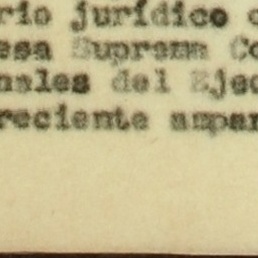 rio jurídico
esa Suprema Co
nales del Ejec
reciente ampar